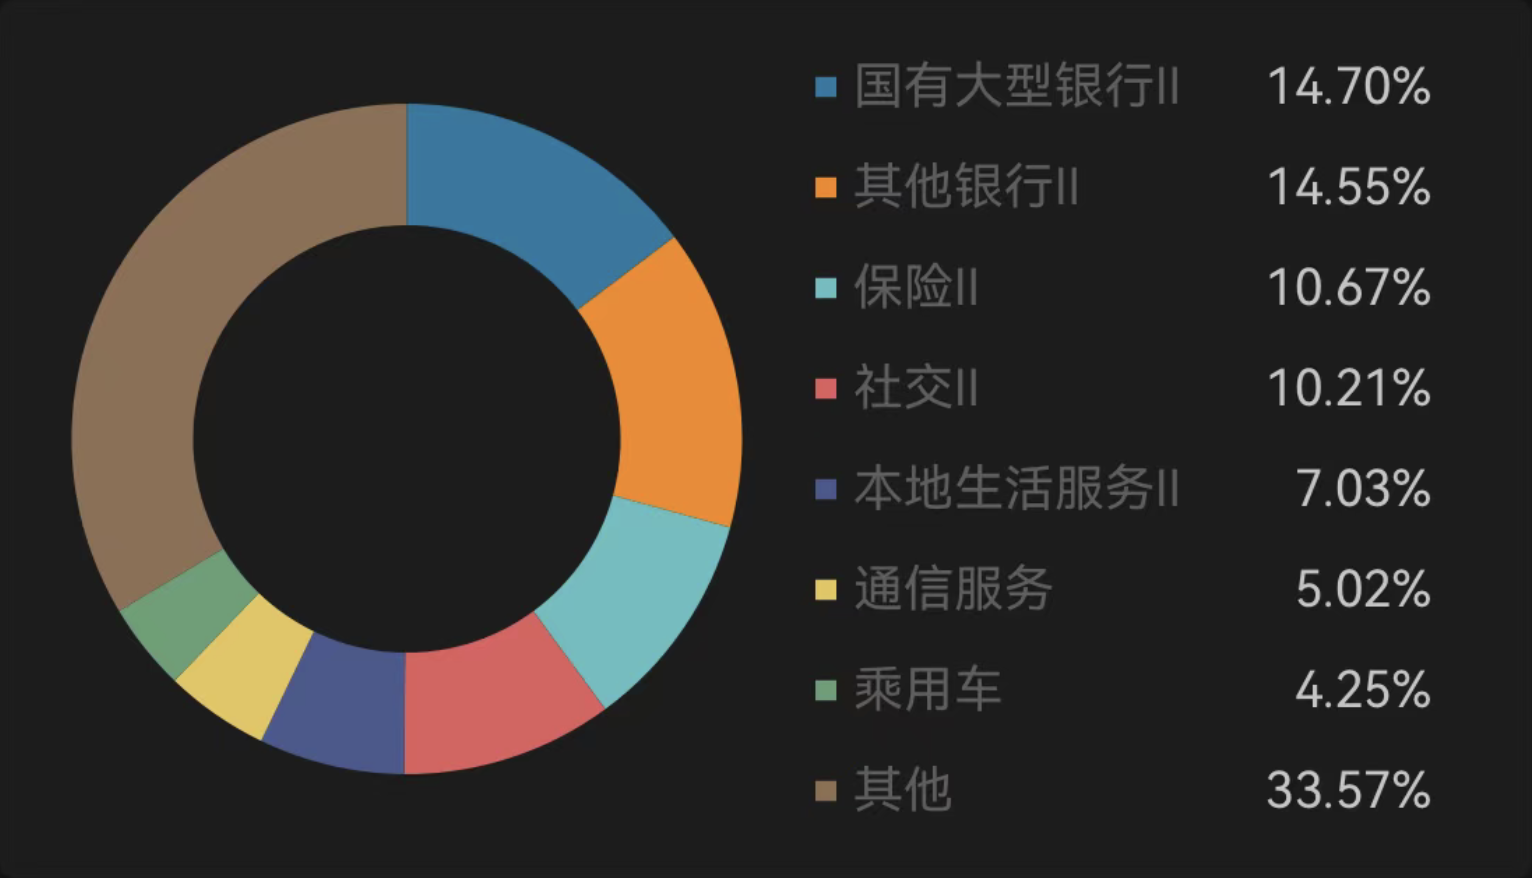 国有大型银行II 14.70%
其他银行II 14.55%
保险II 10.67%
社交II 10.21%
本地生活服务II 7.03%
通信服务 5.02%
乘用车 4.25%
其他 33.57%